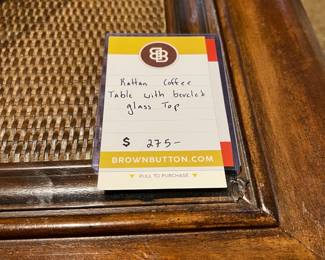 BB
Rattan Coffee
Table with beveled
glass Top
$ 275-
BROWNBUTTON.COM
▼ PULL TO PURCHASE ▼